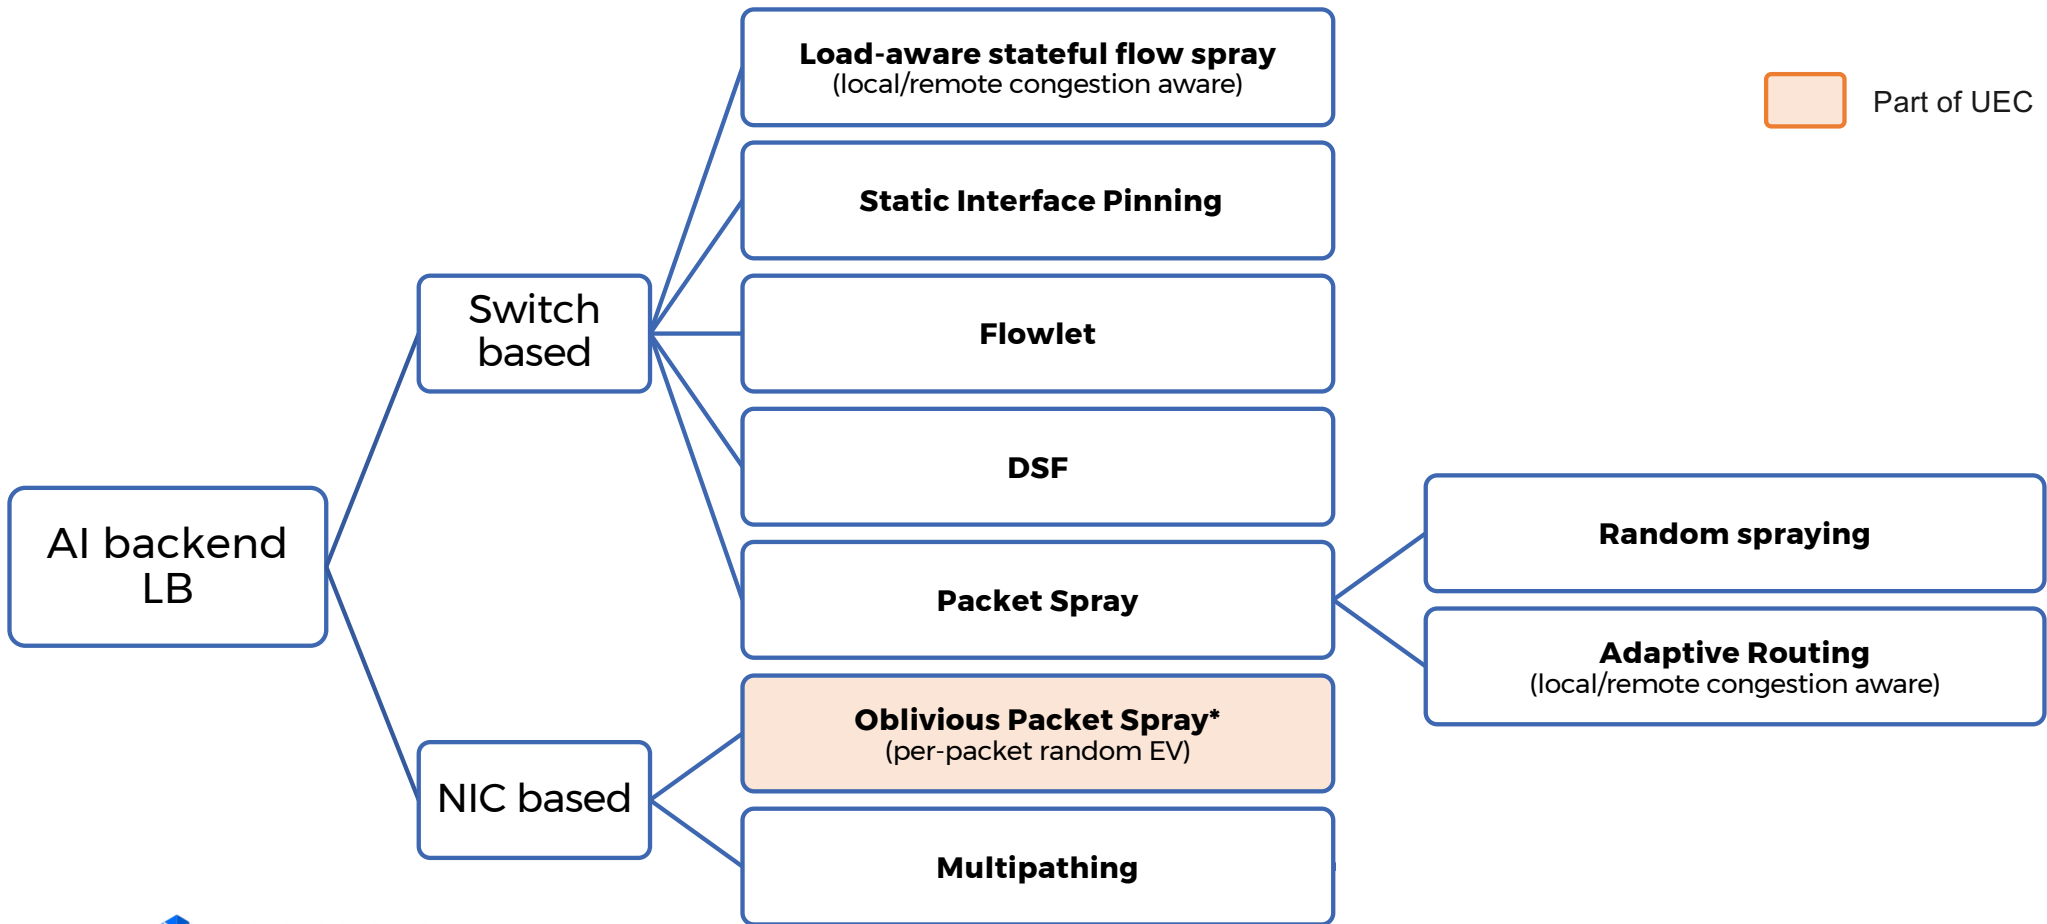 Load-aware stateful flow spray
(local/remote congestion aware)
Part of UEC
Static Interface Pinning
Switch
based
Flowlet
DSF
AI backend
LB
Random spraying
Packet Spray
Adaptive Routing
(local/remote congestion aware)
Oblivious Packet Spray*
(per-packet random EV)
NIC based
Multipathing